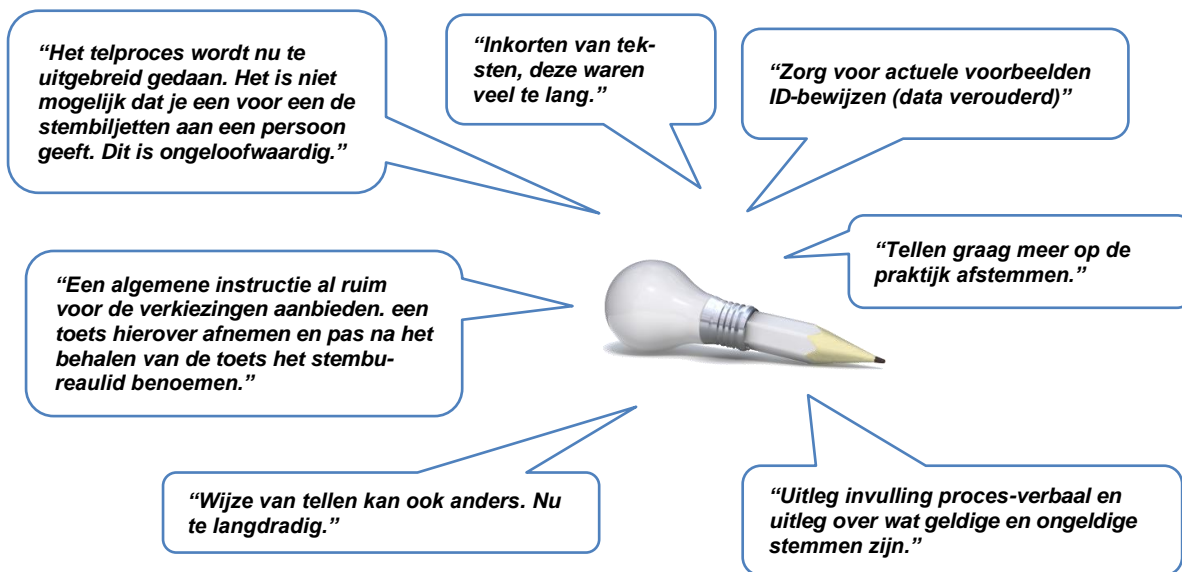 “Het telproces wordt nu te
uitgebreid gedaan. Het is niet
mogelijk dat je een voor een de
stembiljetten aan een persoon
geeft. Dit is ongeloofwaardig.”
“Inkorten van tek-
sten, deze waren
veel te lang.”
“Zorg voor actuele voorbeelden
ID-bewijzen (data verouderd)”
“Tellen graag meer op de
praktijk afstemmen.”
“Een algemene instructie al ruim
voor de verkiezingen aanbieden. een
toets hierover afnemen en pas na het
behalen van de toets het stembu-
reaulid benoemen.”
“Wijze van tellen kan ook anders. Nu
te langdradig.”
“Uitleg invulling proces-verbaal en
uitleg over wat geldige en ongeldige
stemmen zijn.”